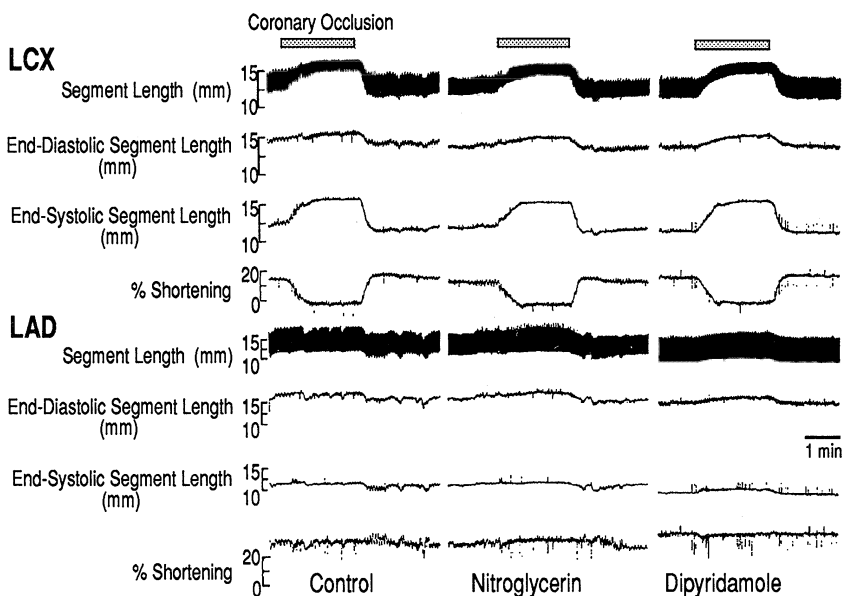 Coronary Occlusion
LCX
Segment Length (mm)
15
10
End-Diastolic Segment Length
(mm)
15
10
End-Systolic Segment Length
(mm)
15
10
% Shortening
20
0
LAD
Segment Length (mm)
15
10
End-Diastolic Segment Length
(mm)
15
10
1 min
End-Systolic Segment Length
(mm)
15
10
% Shortening
20
0
Control
Nitroglycerin
Dipyridamole